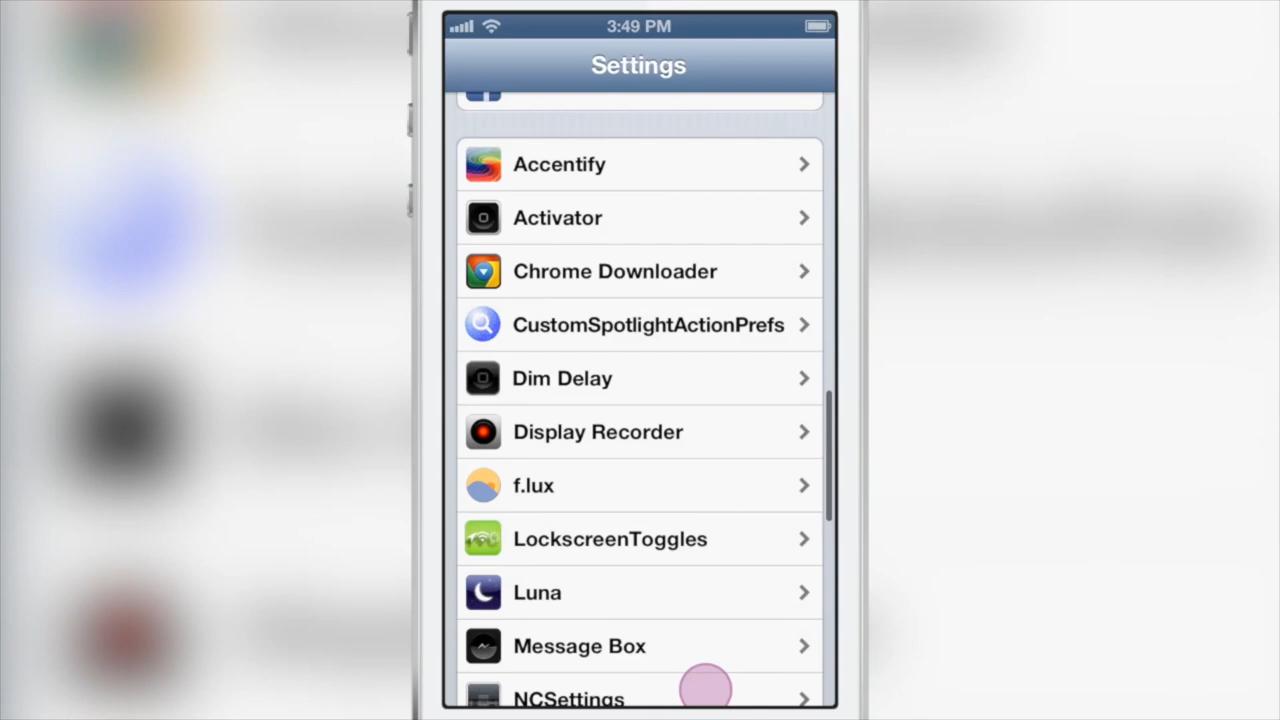 3:49 PM
Settings
Accentify
Activator
Chrome Downloader
CustomSpotlightActionPrefs
Dim Delay
Display Recorder
f.lux
LockscreenToggles
Luna
Message Box
NCSettings